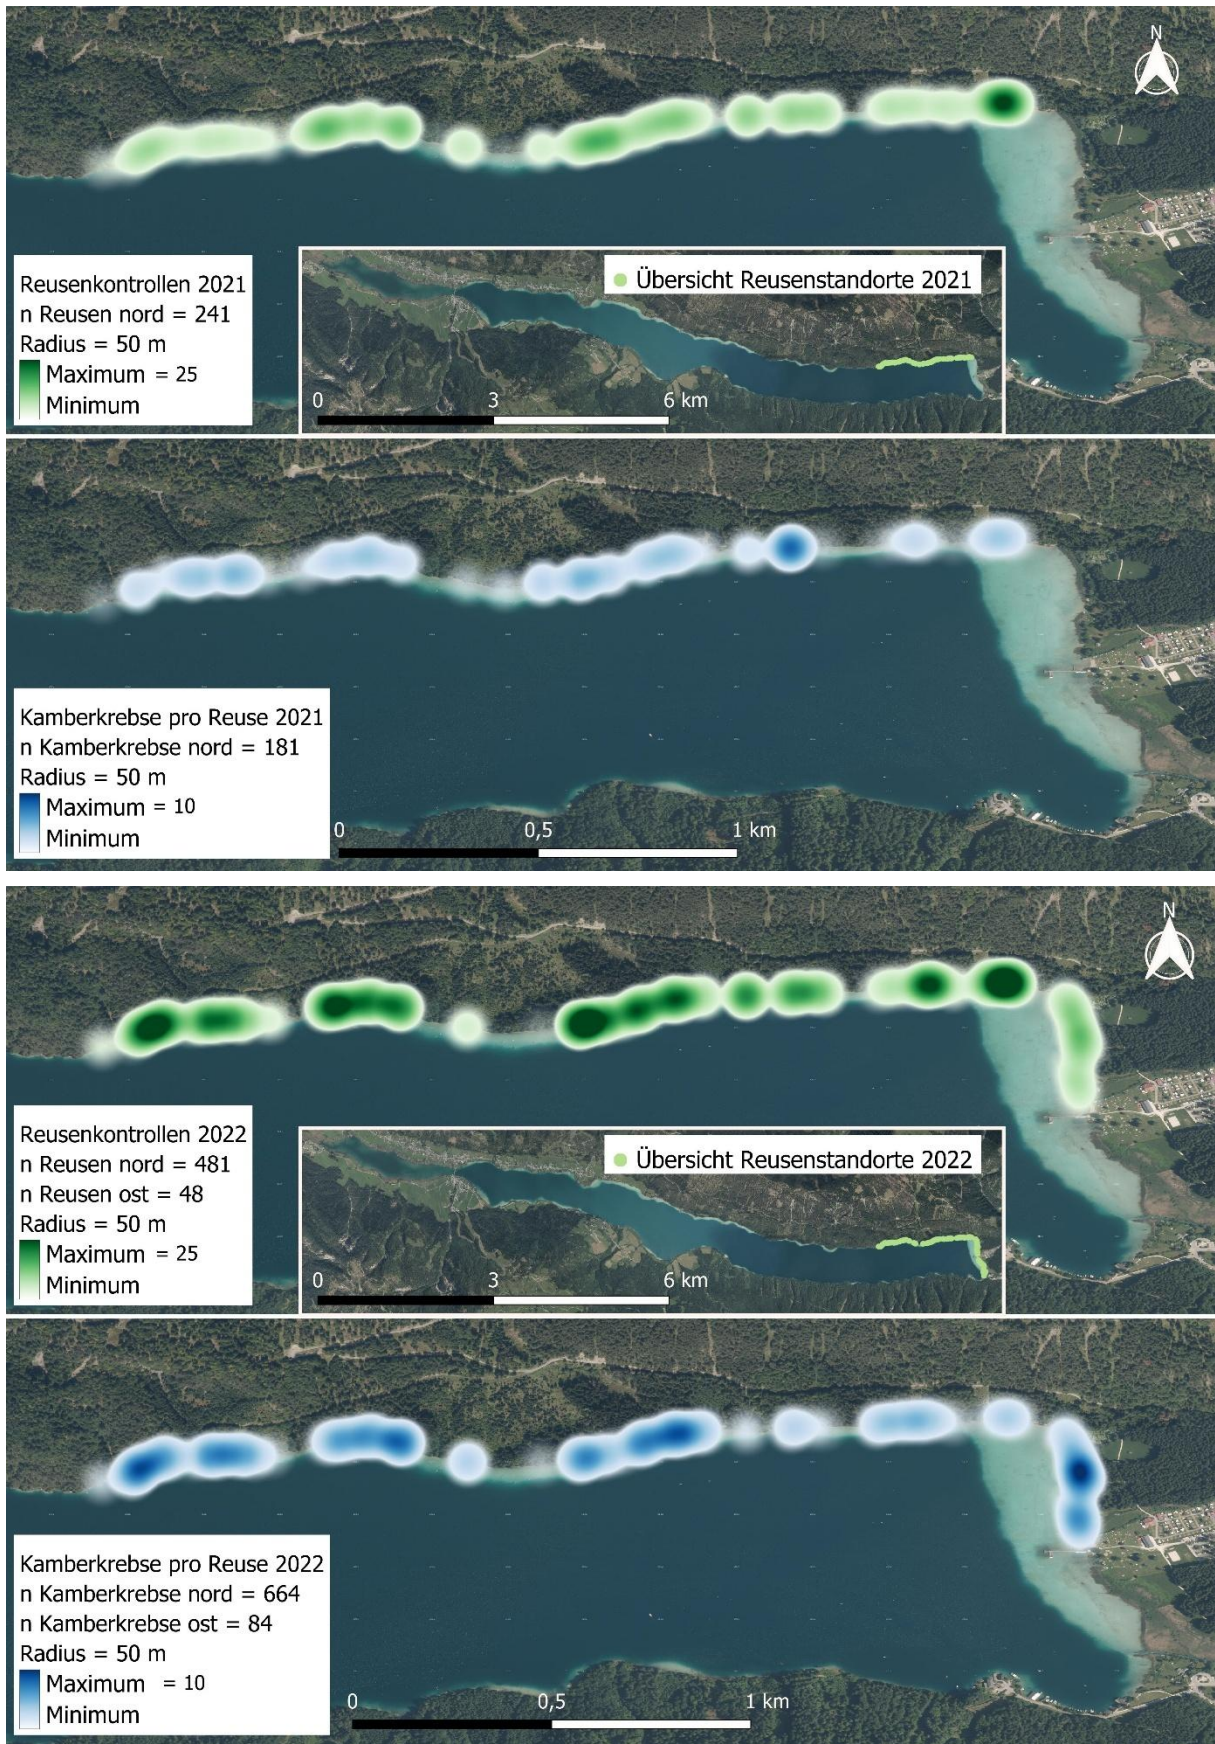 N
Übersicht Reusenstandorte 2021
Reusenkontrollen 2021
n Reusen nord = 241
Radius = 50 m
Maximum = 25
Minimum
0 3 6 km
Kamberkrebse pro Reuse 2021
n Kamberkrebse nord = 181
Radius = 50 m
Maximum = 10
Minimum
0 0,5 1 km
N
Übersicht Reusenstandorte 2022
Reusenkontrollen 2022
n Reusen nord = 481
n Reusen ost = 48
Radius = 50 m
Maximum = 25
Minimum
0 3 6 km
Kamberkrebse pro Reuse 2022
n Kamberkrebse nord = 664
n Kamberkrebse ost = 84
Radius = 50 m
Maximum = 10
Minimum
0 0,5 1 km